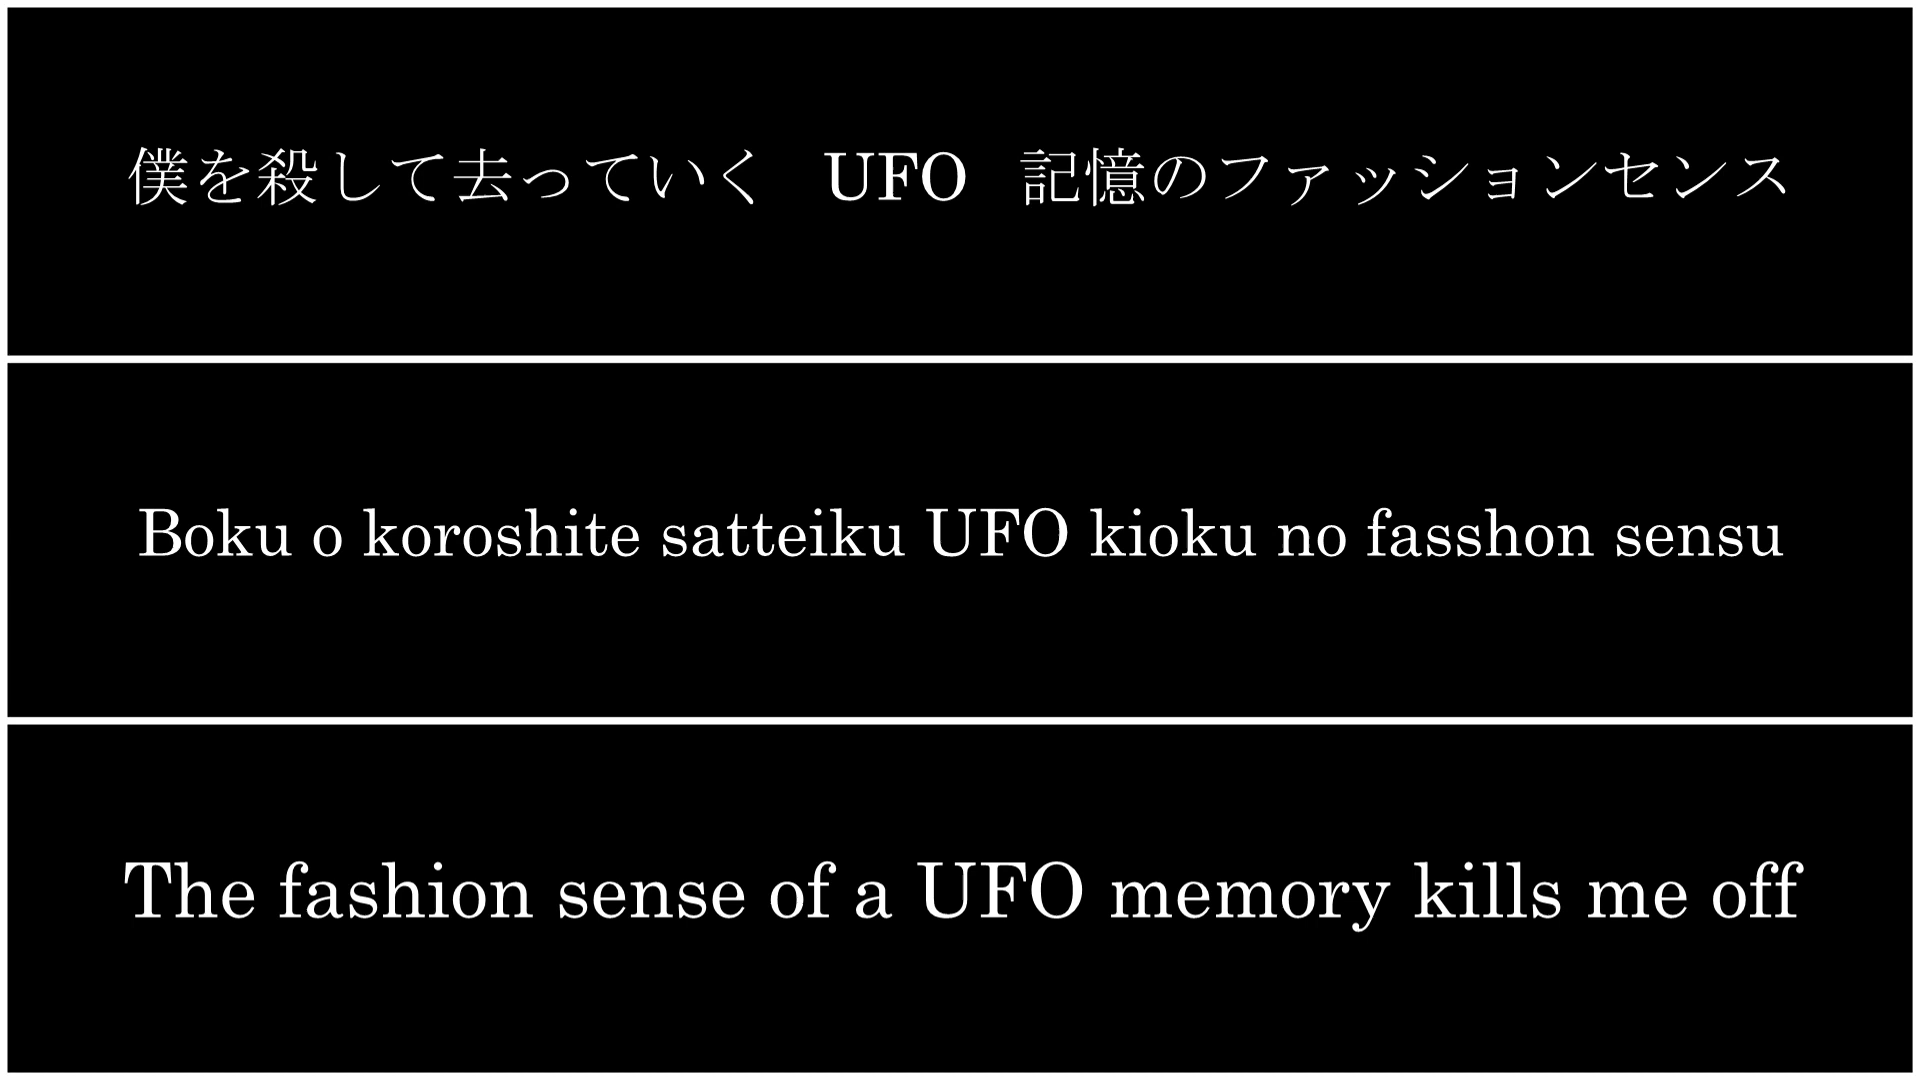 僕を殺して去っていく　UFO　記憶のファッションセンス
Boku o koroshite satteiku UFO kioku no fasshon sensu
The fashion sense of a UFO memory kills me off